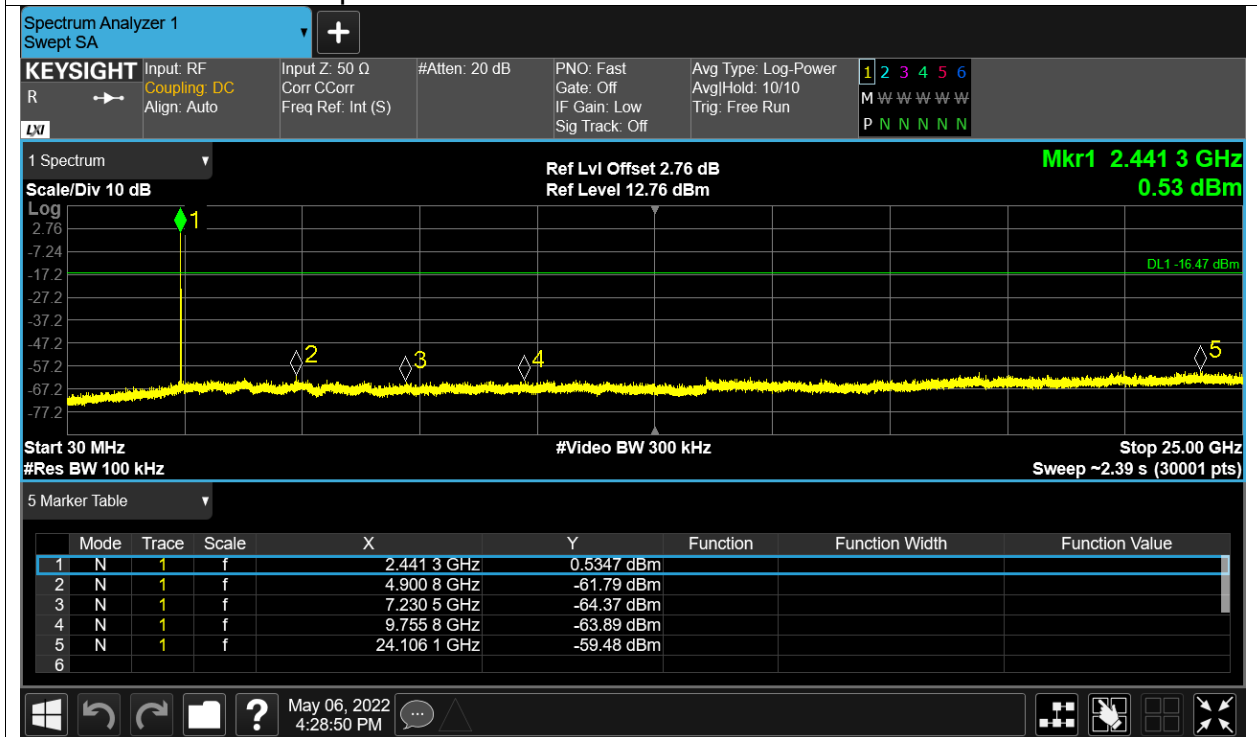 Spectrum Analyzer 1
Swept SA
+
KEYSIGHT Input: RF Input Z: 50 Ω #Atten: 20 dB PNO: Fast Avg Type: Log-Power 1 2 3 4 5 6
R Coupling: DC Corr CCorr Gate: Off Avg|Hold: 10/10 M W W W W W
Align: Auto Freq Ref: Int (S) IF Gain: Low Trig: Free Run
LXI Sig Track: Off P N N N N N
1 Spectrum Ref Lvl Offset 2.76 dB Mkr1 2.441 3 GHz
Scale/Div 10 dB Ref Level 12.76 dBm 0.53 dBm
Log
1
2.76
-7.24
DL1 -16.47 dBm
-17.2
-27.2
-37.2
-47.2
2 3 4 5
-57.2
-67.2
-77.2
Start 30 MHz #Video BW 300 kHz Stop 25.00 GHz
#Res BW 100 kHz Sweep ~2.39 s (30001 pts)
5 Marker Table
Mode Trace Scale X Y Function Function Width Function Value
1 N 1 f 2.441 3 GHz 0.5347 dBm
2 N 1 f 4.900 8 GHz -61.79 dBm
3 N 1 f 7.230 5 GHz -64.37 dBm
4 N 1 f 9.755 8 GHz -63.89 dBm
5 N 1 f 24.106 1 GHz -59.48 dBm
6
? May 06, 2022
4:28:50 PM